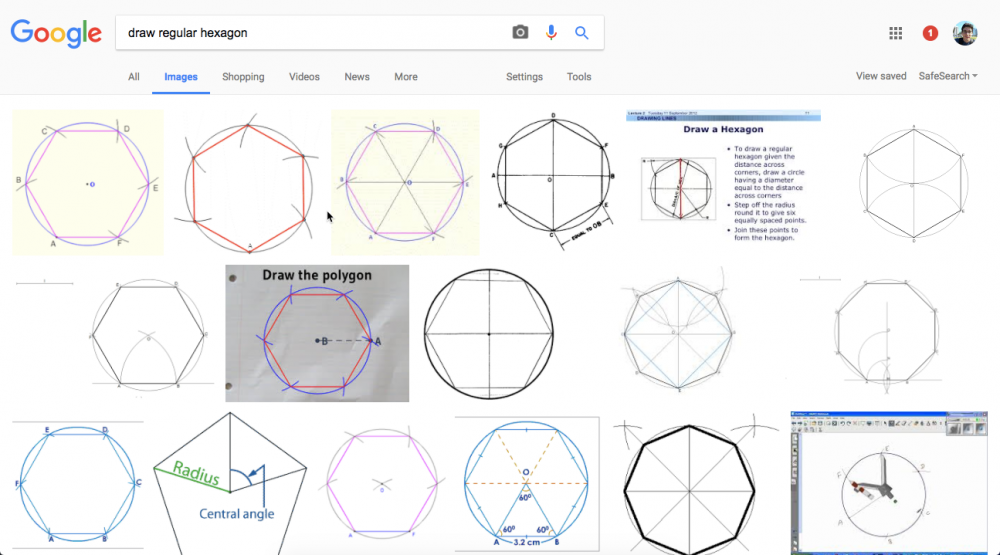 Google
draw regular hexagon
1
All Images Shopping Videos News More Settings Tools View saved SafeSearch
C D
B O E
A F
A
C D
O
A F
D
G F
A O B
H E
C
EQUAL TO OB
DRAWING LINES
Draw a Hexagon
To draw a regular
hexagon given the
distance across
corners, draw a circle
having a diameter
equal to the distance
across corners
Step off the radius
round it to give six
equally spaced points.
Join these points to
form the hexagon.
Draw the polygon
B A
E D
F C
A B
Radius
Central angle
O
60°
60° 60°
A 3.2 cm B